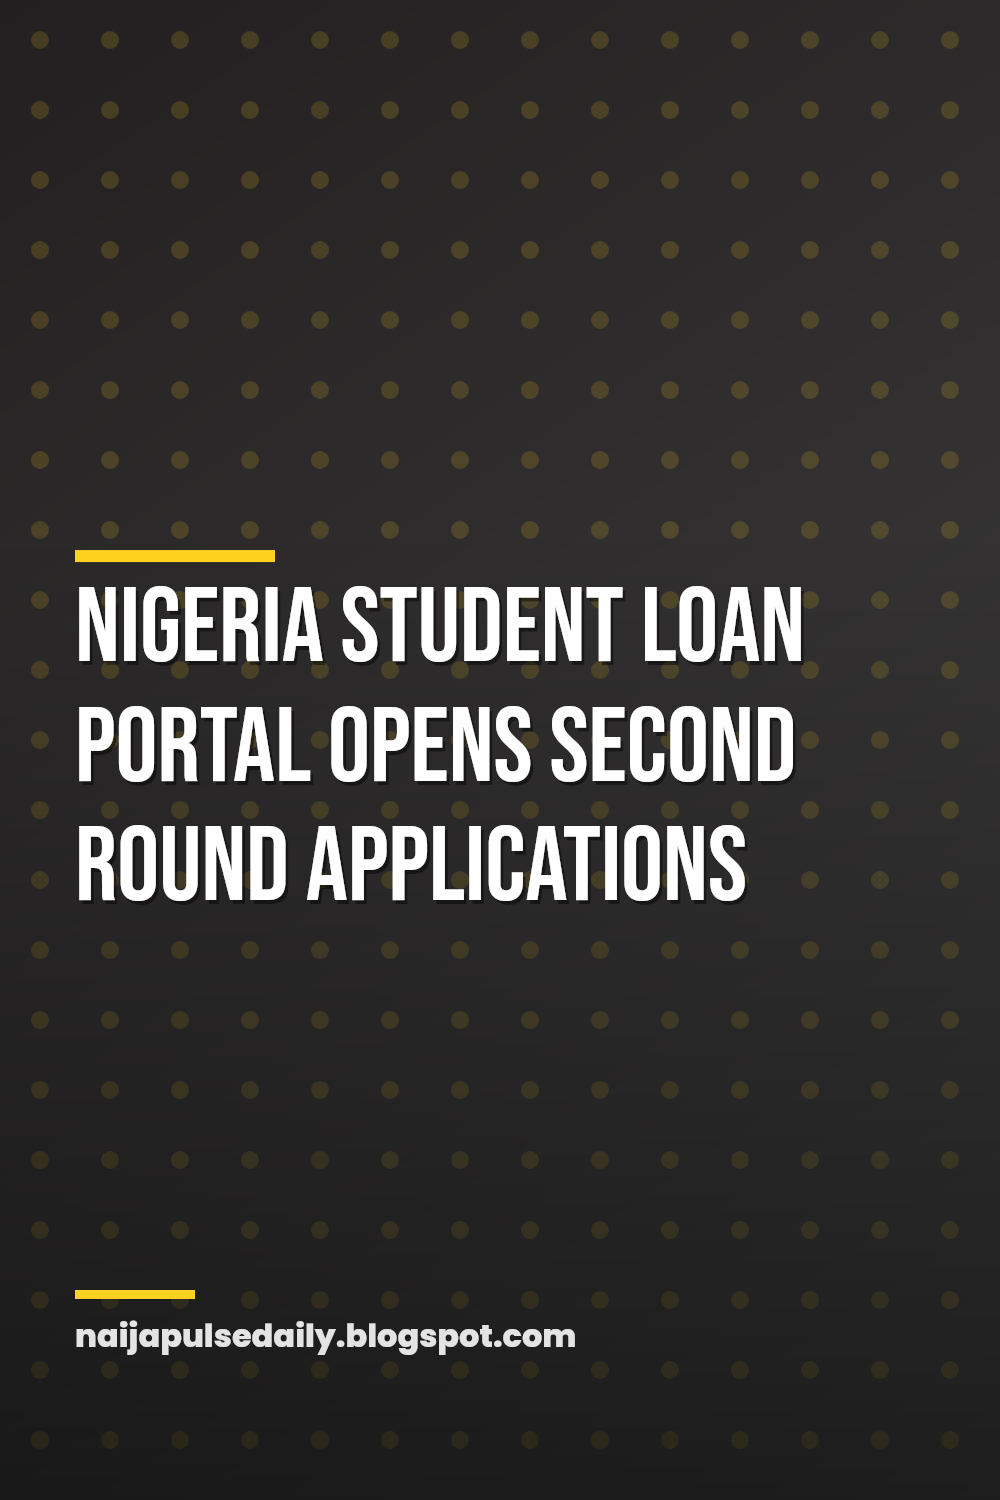 NIGERIA STUDENT LOAN
PORTAL OPENS SECOND
ROUND APPLICATIONS
naijapulsedaily.blogspot.com